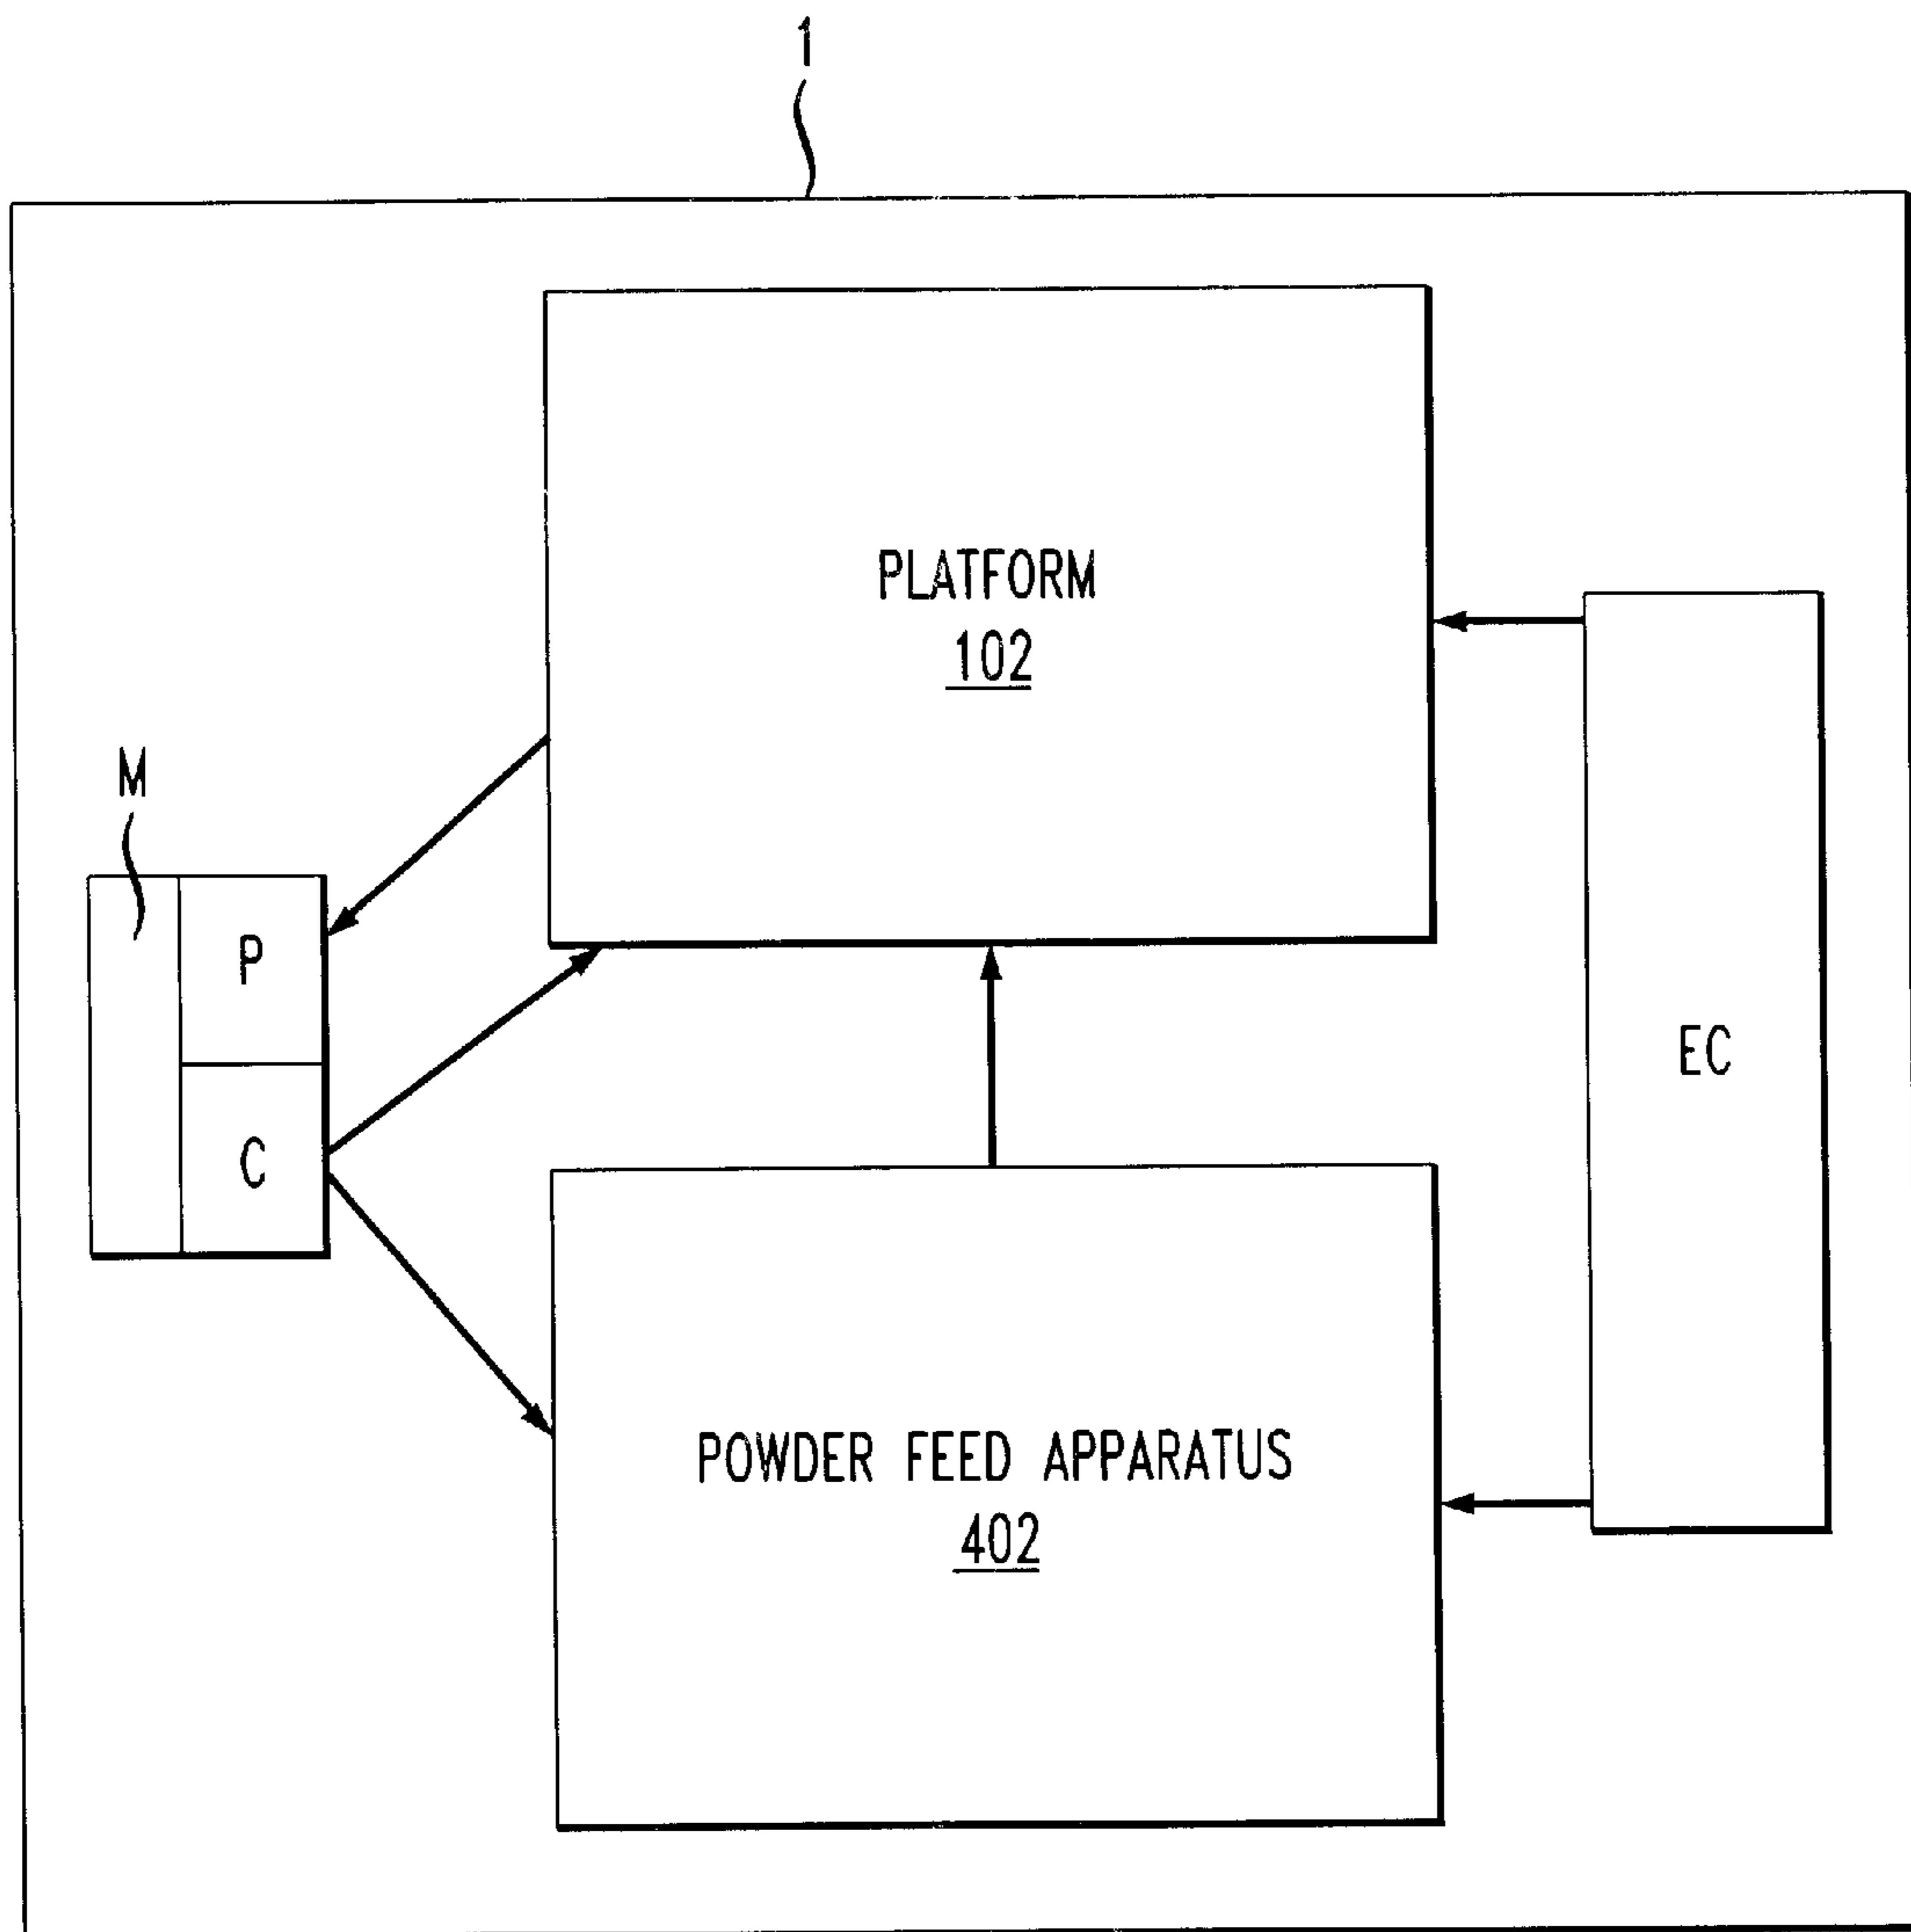 1
PLATFORM
102
M
P
EC
C
POWDER FEED APPARATUS
402